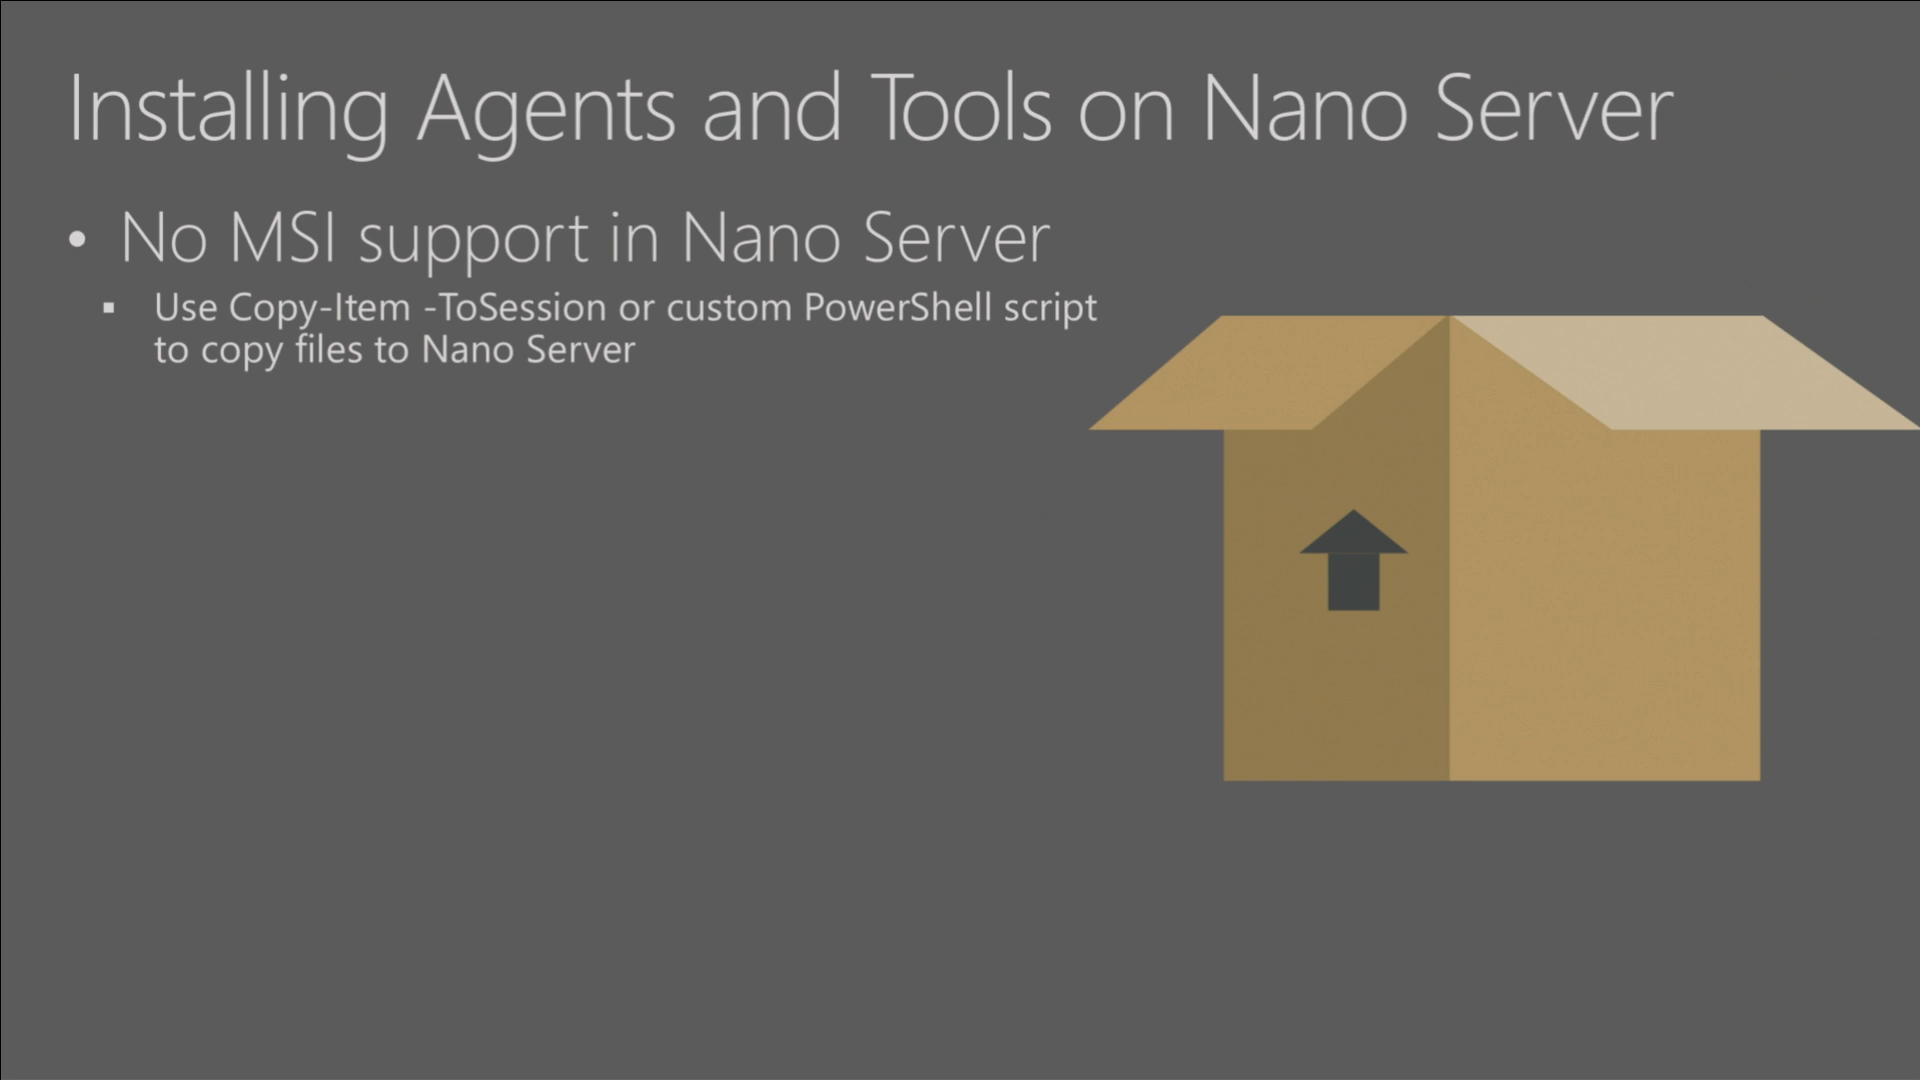 Installing Agents and Tools on Nano Server
• No MSI support in Nano Server
▪ Use Copy-Item -ToSession or custom PowerShell script
to copy files to Nano Server